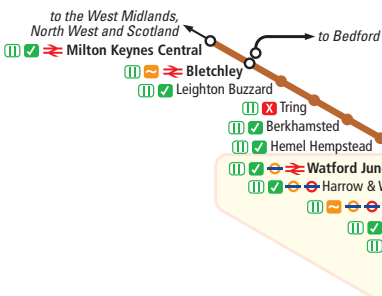 to the West Midlands,
North West and Scotland
to Bedford
Milton Keynes Central
Bletchley
Leighton Buzzard
X Tring
Berkhamsted
Hemel Hempstead
Watford Jun
Harrow & W